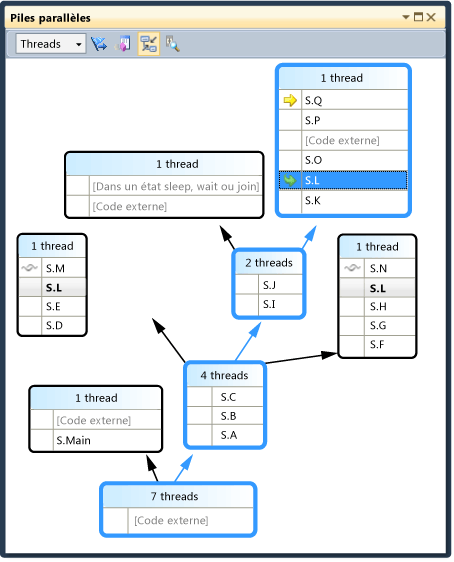 Piles parallèles
Threads
1 thread
S.Q
S.P
[Code externe]
S.O
S.L
S.K
1 thread
[Dans un état sleep, wait ou join]
[Code externe]
1 thread
S.M
S.L
S.E
S.D
2 threads
S.J
S.I
1 thread
S.N
S.L
S.H
S.G
S.F
4 threads
S.C
S.B
S.A
1 thread
[Code externe]
S.Main
7 threads
[Code externe]